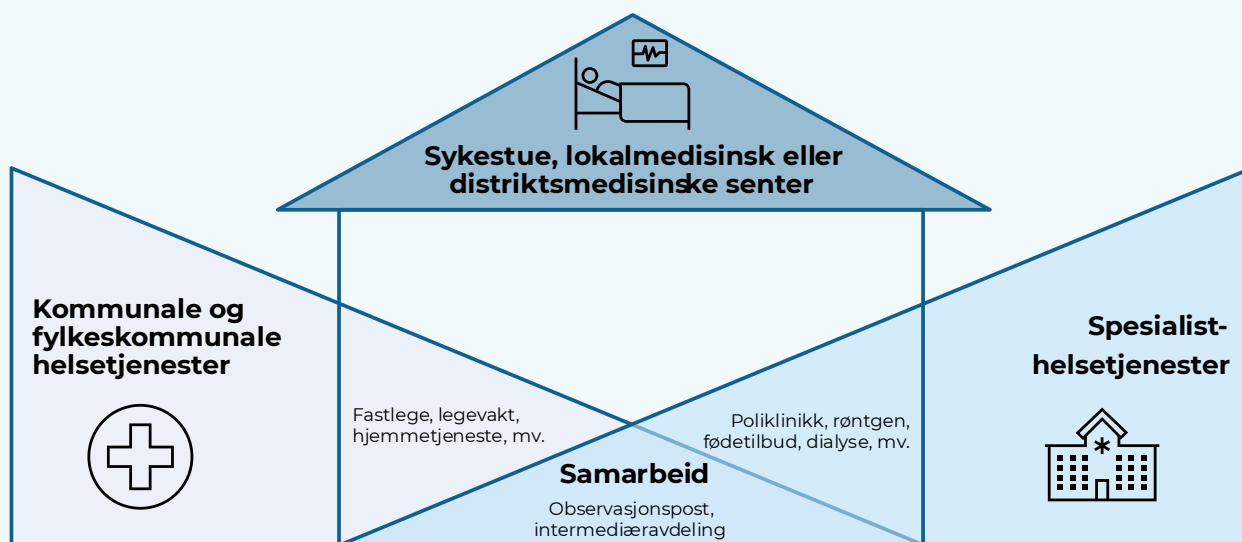 Sykestue, lokalmedisinsk eller
distriktsmedisinske senter
Kommunale og
fylkeskommunale
helsetjenester
Spesialist-
helsetjenester
Fastlege, legevakt,
hjemmetjeneste, mv.
Poliklinikk, røntgen,
fødetilbud, dialyse, mv.
Samarbeid
Observasjonspost,
intermediæravdeling